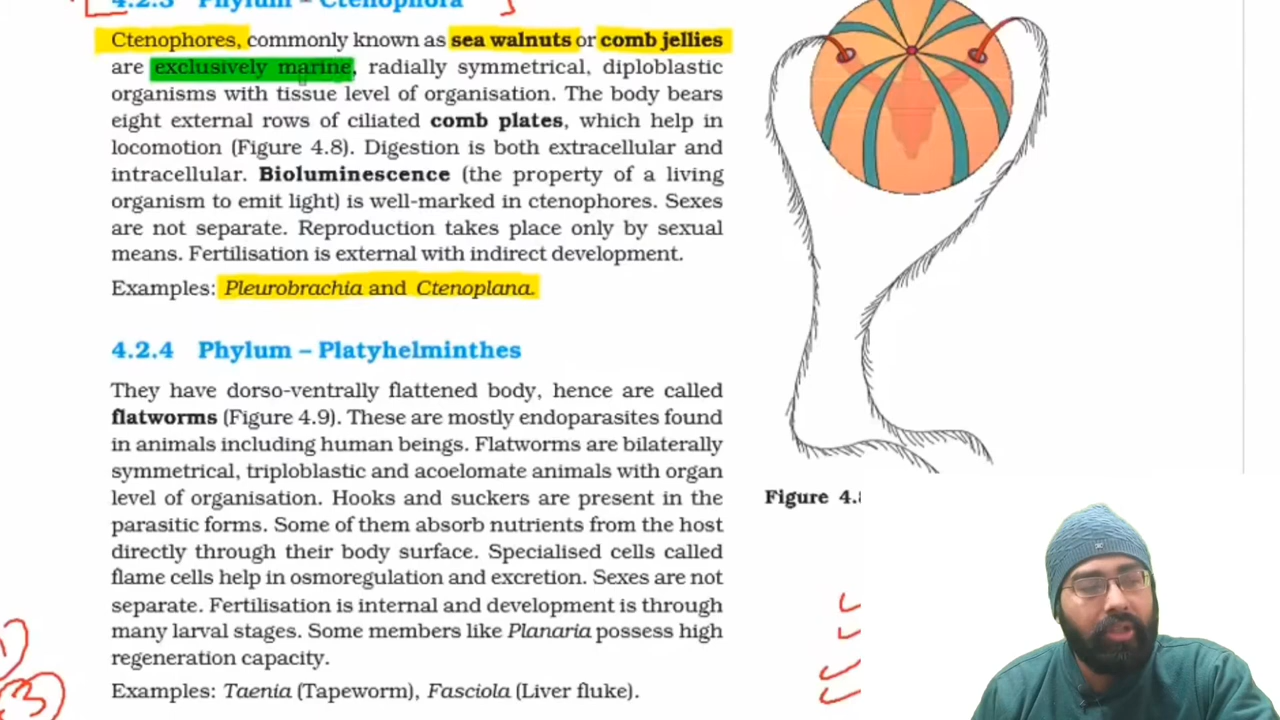 4.2.3 Phylum – Ctenophora
Ctenophores, commonly known as sea walnuts or comb jellies
are exclusively marine, radially symmetrical, diploblastic
organisms with tissue level of organisation. The body bears
eight external rows of ciliated comb plates, which help in
locomotion (Figure 4.8). Digestion is both extracellular and
intracellular. Bioluminescence (the property of a living
organism to emit light) is well-marked in ctenophores. Sexes
are not separate. Reproduction takes place only by sexual
means. Fertilisation is external with indirect development.
Examples: Pleurobrachia and Ctenoplana.
4.2.4 Phylum – Platyhelminthes
They have dorso-ventrally flattened body, hence are called
flatworms (Figure 4.9). These are mostly endoparasites found
in animals including human beings. Flatworms are bilaterally
symmetrical, triploblastic and acoelomate animals with organ
level of organisation. Hooks and suckers are present in the
parasitic forms. Some of them absorb nutrients from the host
directly through their body surface. Specialised cells called
flame cells help in osmoregulation and excretion. Sexes are not
separate. Fertilisation is internal and development is through
many larval stages. Some members like Planaria possess high
regeneration capacity.
Examples: Taenia (Tapeworm), Fasciola (Liver fluke).
Figure 4.8